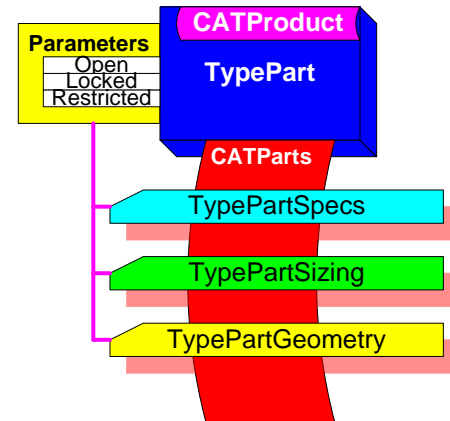 CATProduct
Parameters
Open
Locked
Restricted
TypePart
CATParts
TypePartSpecs
TypePartSizing
TypePartGeometry